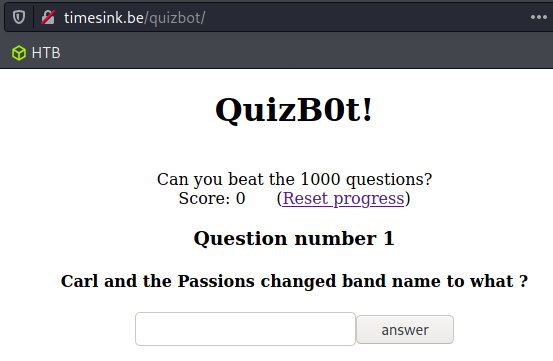 timesink.be/quizbot/
HTB
QuizB0t!
Can you beat the 1000 questions?
Score: 0 (Reset progress)
Question number 1
Carl and the Passions changed band name to what ?
answer